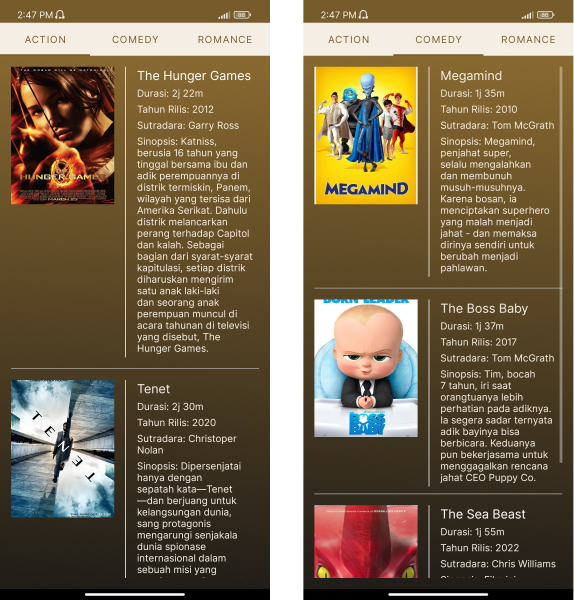 2:47 PM
88
ACTION
COMEDY
ROMANCE
THE HUNGER GAMES
MARCH 23
The Hunger Games
Durasi: 2j 22m
Tahun Rilis: 2012
Sutradara: Garry Ross
Sinopsis: Katniss,
berusia 16 tahun yang
tinggal bersama ibu dan
adik perempuannya di
distrik termiskin, Panem,
wilayah yang tersisa dari
Amerika Serikat. Dahulu
distrik melancarkan
perang terhadap Capitol
dan kalah. Sebagai
bagian dari syarat-syarat
kapitulasi, setiap distrik
diharuskan mengirim
satu anak laki-laki
dan seorang anak
perempuan muncul di
acara tahunan di televisi
yang disebut, The
Hunger Games.
TENET
Tenet
Durasi: 2j 30m
Tahun Rilis: 2020
Sutradara: Christoper
Nolan
Sinopsis: Dipersenjatai
hanya dengan
sepatah kata—Tenet
—dan berjuang untuk
kelangsungan dunia,
sang protagonis
mengarungi senjakala
dunia spionase
internasional dalam
sebuah misi yang
2:47 PM
88
ACTION
COMEDY
ROMANCE
MEGAMIND
Megamind
Durasi: 1j 35m
Tahun Rilis: 2010
Sutradara: Tom McGrath
Sinopsis: Megamind,
penjahat super,
selalu mengalahkan
dan membunuh
musuh-musuhnya.
Karena bosan, ia
menciptakan superhero
yang malah menjadi
jahat - dan memaksa
dirinya sendiri untuk
berubah menjadi
pahlawan.
BORN LEADER
BOSS
BABY
The Boss Baby
Durasi: 1j 37m
Tahun Rilis: 2017
Sutradara: Tom McGrath
Sinopsis: Tim, bocah
7 tahun, iri saat
orangtuanya lebih
perhatian pada adiknya.
Ia segera sadar ternyata
adik bayinya bisa
berbicara. Keduanya
pun bekerjasama untuk
menggagalkan rencana
jahat CEO Puppy Co.
The Sea Beast
Durasi: 1j 55m
Tahun Rilis: 2022
Sutradara: Chris Williams